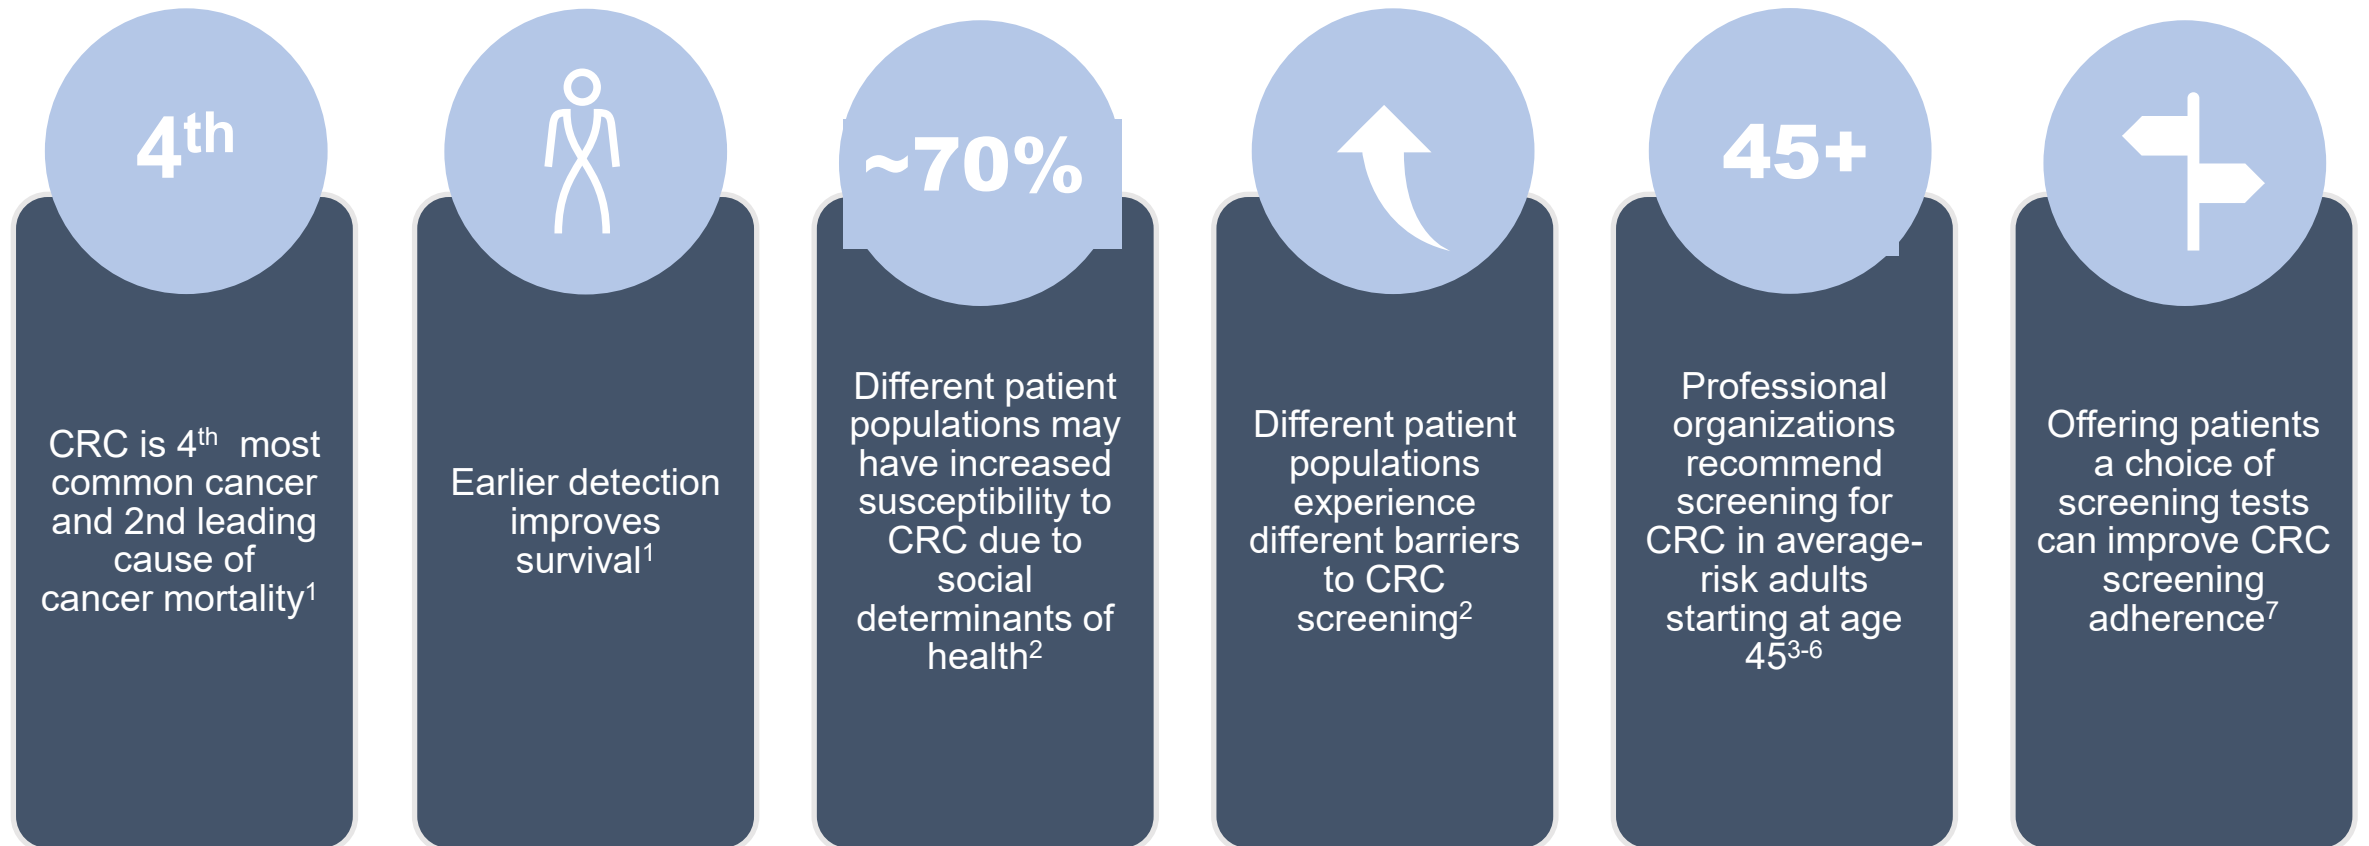 4th
CRC is 4th most
common cancer
and 2nd leading
cause of
cancer mortality1
Earlier detection
improves
survival1
~70%
Different patient
populations may
have increased
susceptibility to
CRC due to
social
determinants of
health2
Different patient
populations
experience
different barriers
to CRC
screening2
45+
Professional
organizations
recommend
screening for
CRC in average-
risk adults
starting at age
453-6
Offering patients
a choice of
screening tests
can improve CRC
screening
adherence7